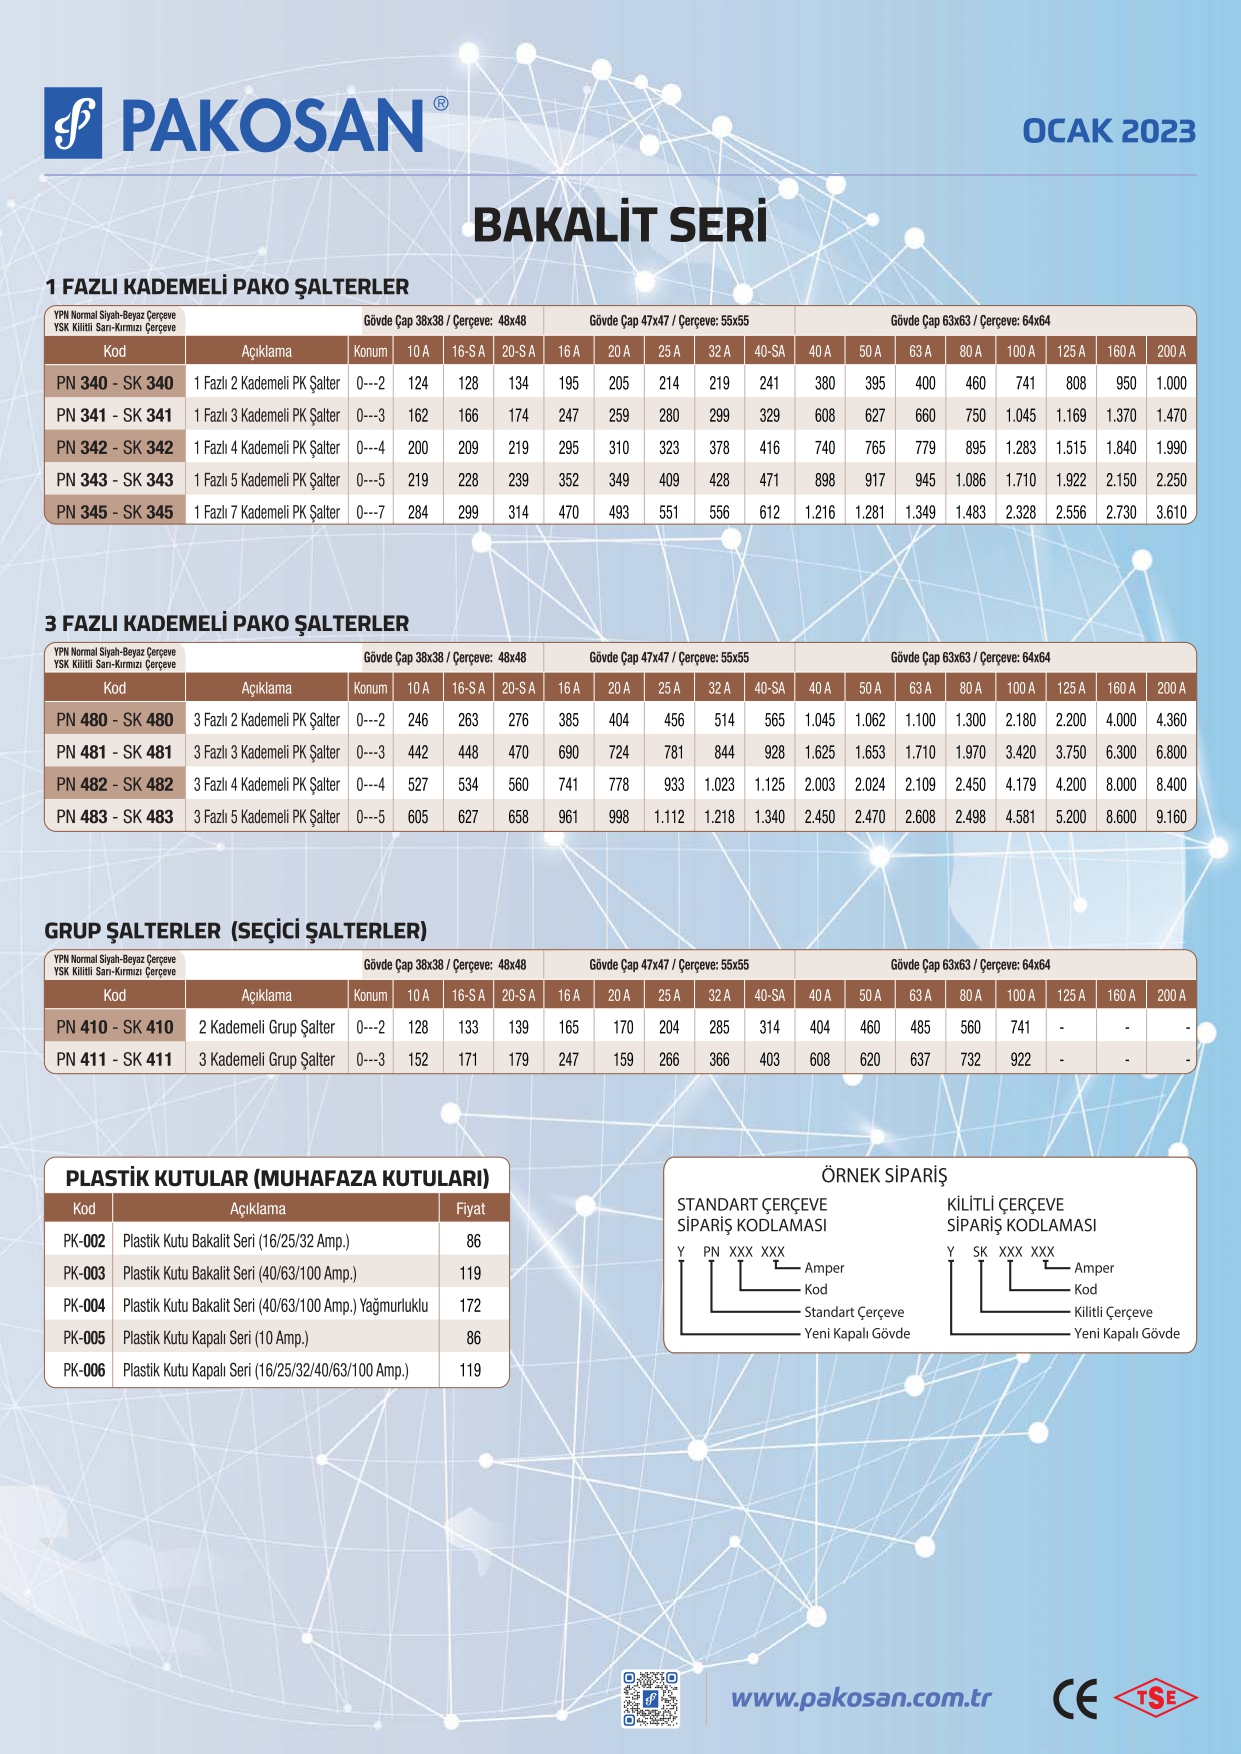 PAKOSAN ®
OCAK 2023
BAKALİT SERİ
1 FAZLI KADEMELİ PAKO ŞALTERLER
YPN Normal Siyah-Beyaz Çerçeve
YSK Kilitli Sarı-Kırmızı Çerçeve
Gövde Çap 38x38 / Çerçeve: 48x48 Gövde Çap 47x47 / Çerçeve: 55x55 Gövde Çap 63x63 / Çerçeve: 64x64
Kod Açıklama Konum 10 A 16-S A 20-S A 16 A 20 A 25 A 32 A 40-SA 40 A 50 A 63 A 80 A 100 A 125 A 160 A 200 A
PN 340 - SK 340 1 Fazlı 2 Kademeli PK Şalter 0---2 124 128 134 195 205 214 219 241 380 395 400 460 741 808 950 1.000
PN 341 - SK 341 1 Fazlı 3 Kademeli PK Şalter 0---3 162 166 174 247 259 280 299 329 608 627 660 750 1.045 1.169 1.370 1.470
PN 342 - SK 342 1 Fazlı 4 Kademeli PK Şalter 0---4 200 209 219 295 310 323 378 416 740 765 779 895 1.283 1.515 1.840 1.990
PN 343 - SK 343 1 Fazlı 5 Kademeli PK Şalter 0---5 219 228 239 352 349 409 428 471 898 917 945 1.086 1.710 1.922 2.150 2.250
PN 345 - SK 345 1 Fazlı 7 Kademeli PK Şalter 0---7 284 299 314 470 493 551 556 612 1.216 1.281 1.349 1.483 2.328 2.556 2.730 3.610
3 FAZLI KADEMELİ PAKO ŞALTERLER
YPN Normal Siyah-Beyaz Çerçeve
YSK Kilitli Sarı-Kırmızı Çerçeve
Gövde Çap 38x38 / Çerçeve: 48x48 Gövde Çap 47x47 / Çerçeve: 55x55 Gövde Çap 63x63 / Çerçeve: 64x64
Kod Açıklama Konum 10 A 16-S A 20-S A 16 A 20 A 25 A 32 A 40-SA 40 A 50 A 63 A 80 A 100 A 125 A 160 A 200 A
PN 480 - SK 480 3 Fazlı 2 Kademeli PK Şalter 0---2 246 263 276 385 404 456 514 565 1.045 1.062 1.100 1.300 2.180 2.200 4.000 4.360
PN 481 - SK 481 3 Fazlı 3 Kademeli PK Şalter 0---3 442 448 470 690 724 781 844 928 1.625 1.653 1.710 1.970 3.420 3.750 6.300 6.800
PN 482 - SK 482 3 Fazlı 4 Kademeli PK Şalter 0---4 527 534 560 741 778 933 1.023 1.125 2.003 2.024 2.109 2.450 4.179 4.200 8.000 8.400
PN 483 - SK 483 3 Fazlı 5 Kademeli PK Şalter 0---5 605 627 658 961 998 1.112 1.218 1.340 2.450 2.470 2.608 2.498 4.581 5.200 8.600 9.160
GRUP ŞALTERLER (SEÇİCİ ŞALTERLER)
YPN Normal Siyah-Beyaz Çerçeve
YSK Kilitli Sarı-Kırmızı Çerçeve
Gövde Çap 38x38 / Çerçeve: 48x48 Gövde Çap 47x47 / Çerçeve: 55x55 Gövde Çap 63x63 / Çerçeve: 64x64
Kod Açıklama Konum 10 A 16-S A 20-S A 16 A 20 A 25 A 32 A 40-SA 40 A 50 A 63 A 80 A 100 A 125 A 160 A 200 A
PN 410 - SK 410 2 Kademeli Grup Şalter 0---2 128 133 139 165 170 204 285 314 404 460 485 560 741 - - -
PN 411 - SK 411 3 Kademeli Grup Şalter 0---3 152 171 179 247 159 266 366 403 608 620 637 732 922 - - -
PLASTİK KUTULAR (MUHAFAZA KUTULARI)
Kod Açıklama Fiyat
PK-002 Plastik Kutu Bakalit Seri (16/25/32 Amp.) 86
PK-003 Plastik Kutu Bakalit Seri (40/63/100 Amp.) 119
PK-004 Plastik Kutu Bakalit Seri (40/63/100 Amp.) Yağmurluklu 172
PK-005 Plastik Kutu Kapalı Seri (10 Amp.) 86
PK-006 Plastik Kutu Kapalı Seri (16/25/32/40/63/100 Amp.) 119
ÖRNEK SİPARİŞ
STANDART ÇERÇEVE
SİPARİŞ KODLAMASI
Y PN XXX XXX
Amper
Kod
Standart Çerçeve
Yeni Kapalı Gövde
KİLİTLİ ÇERÇEVE
SİPARİŞ KODLAMASI
Y SK XXX XXX
Amper
Kod
Kilitli Çerçeve
Yeni Kapalı Gövde
www.pakosan.com.tr
CE
TSE